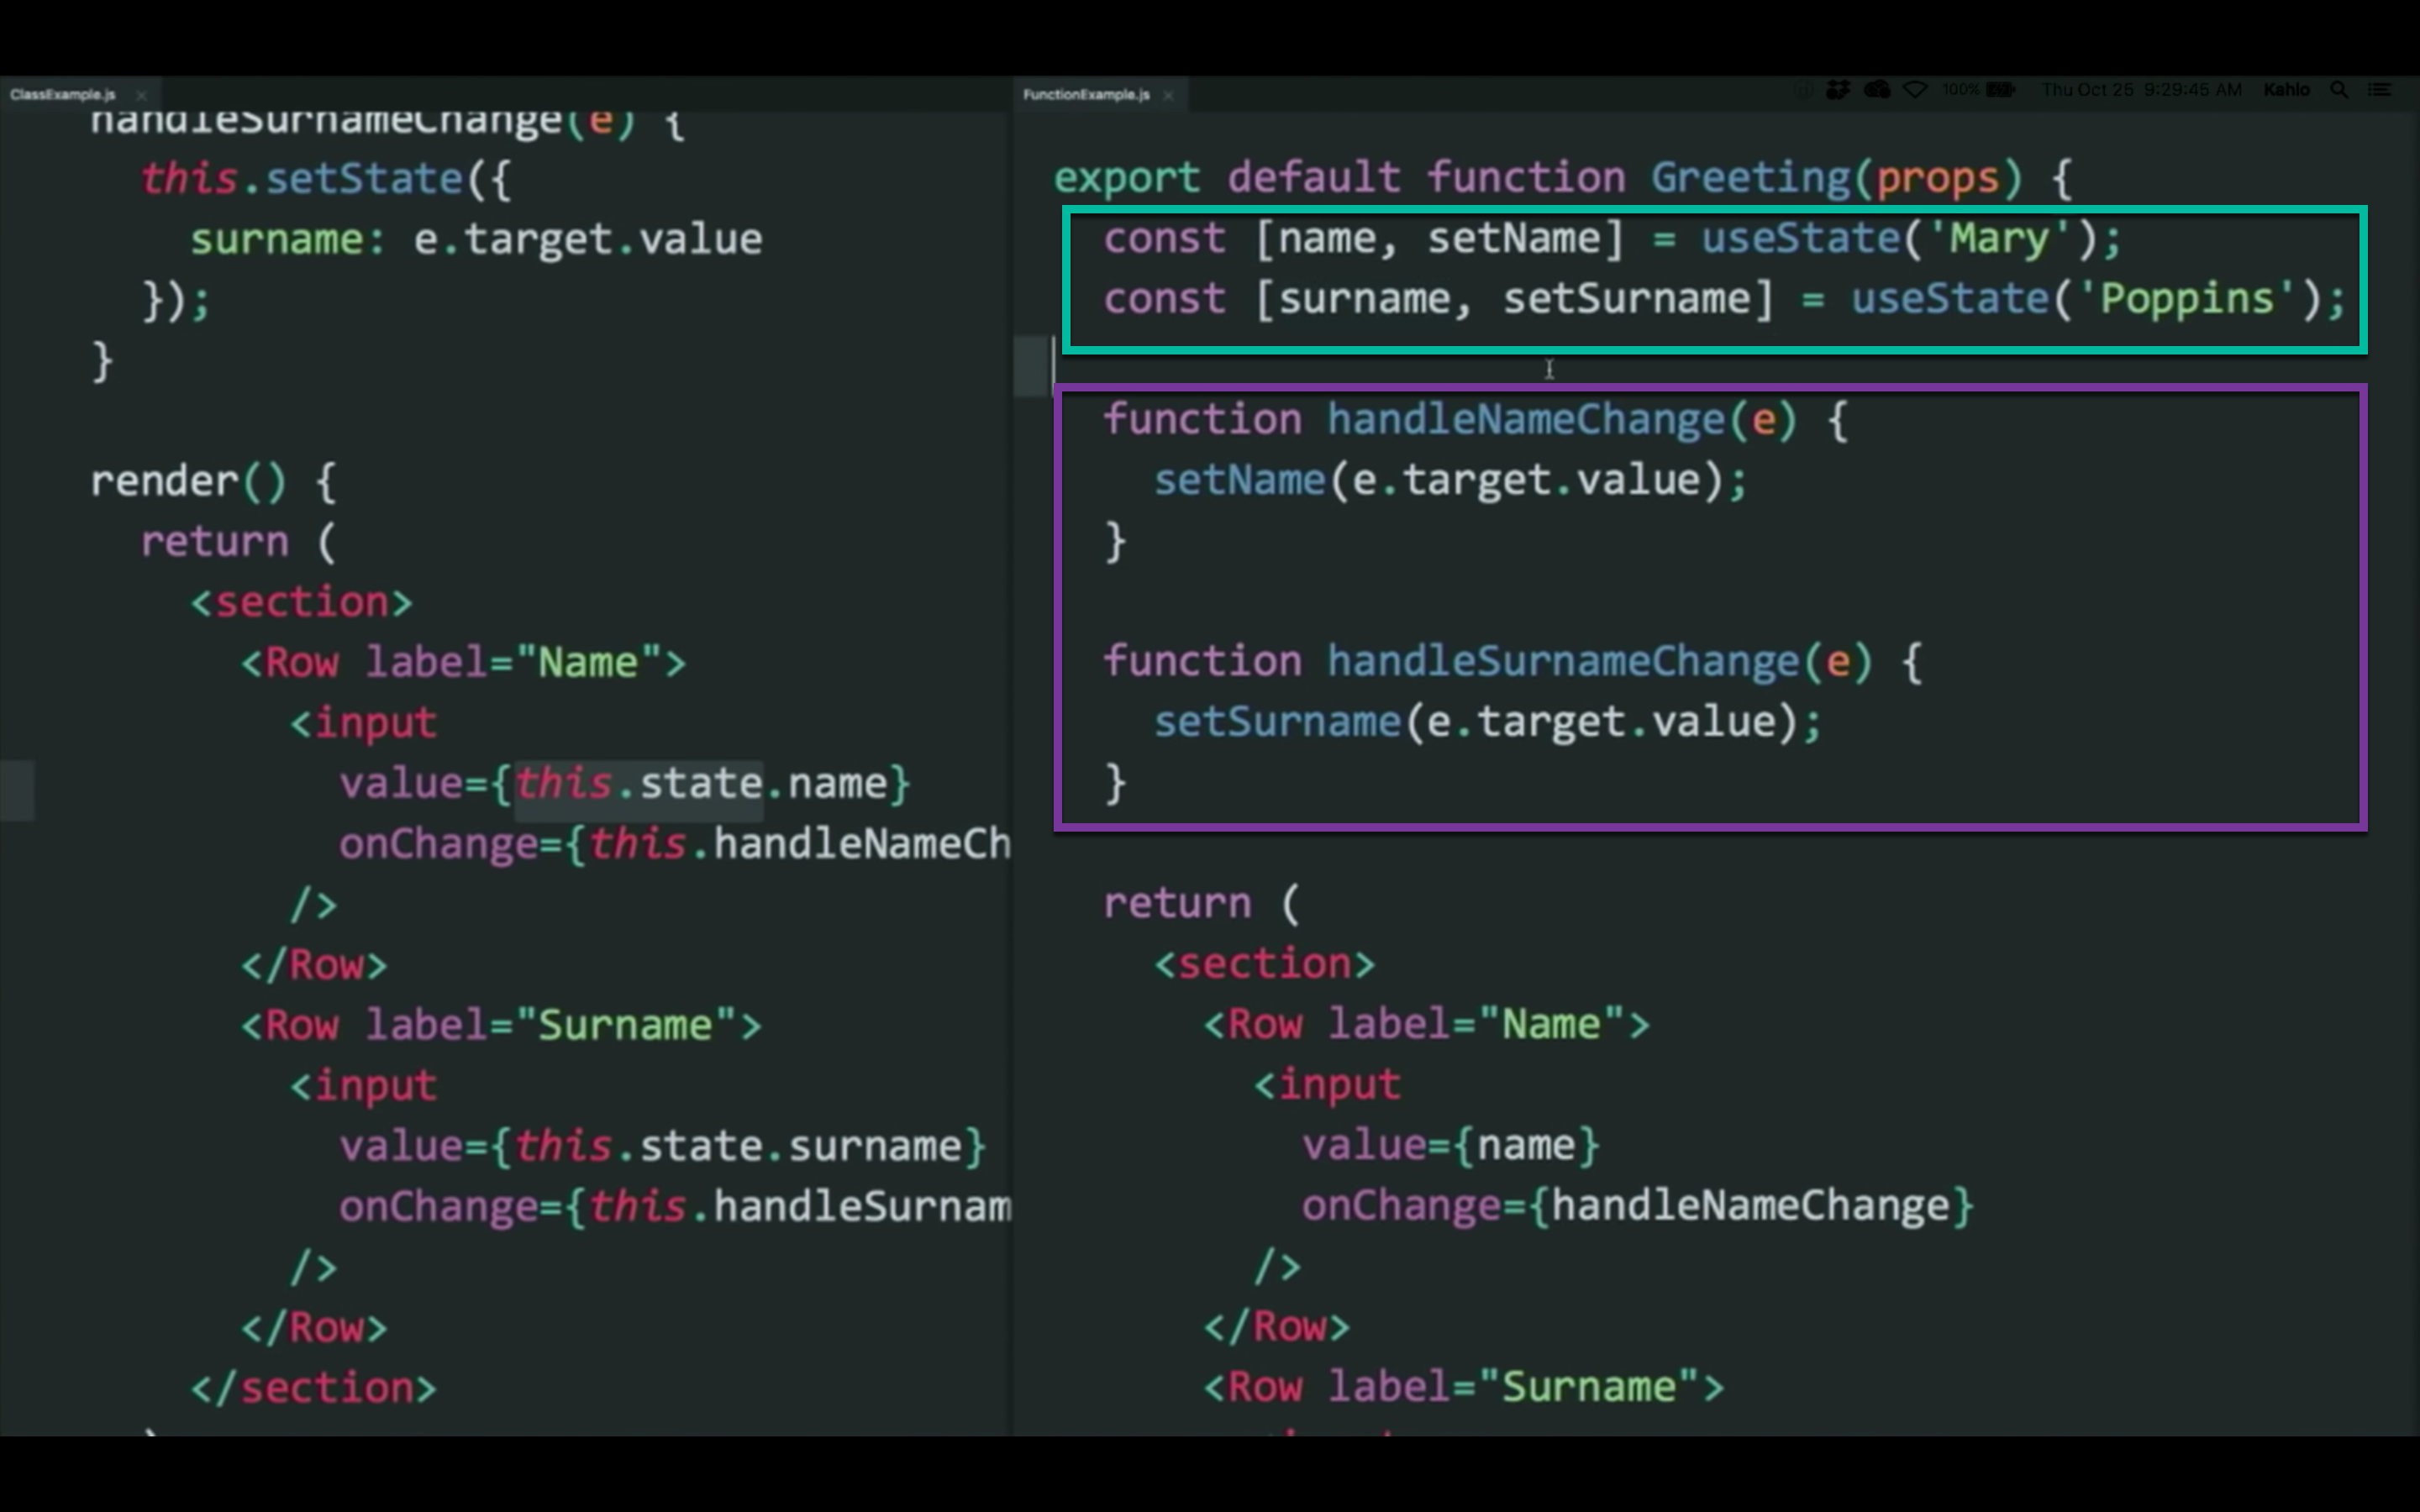 ClassExample.js
handleSurnameChange(e) {
this.setState({
surname: e.target.value
});
}
render() {
return (
<section>
<Row label="Name">
<input
value={this.state.name}
onChange={this.handleNameCh
/>
</Row>
<Row label="Surname">
<input
value={this.state.surname}
onChange={this.handleSurnam
/>
</Row>
</section>
FunctionExample.js
100% Thu Oct 25 9:29:45 AM Kahlo
export default function Greeting(props) {
const [name, setName] = useState('Mary');
const [surname, setSurname] = useState('Poppins');
function handleNameChange(e) {
setName(e.target.value);
}
function handleSurnameChange(e) {
setSurname(e.target.value);
}
return (
<section>
<Row label="Name">
<input
value={name}
onChange={handleNameChange}
/>
</Row>
<Row label="Surname">